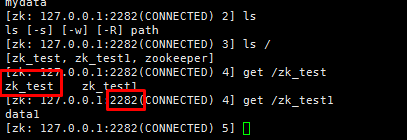 mydata
[zk: 127.0.0.1:2282(CONNECTED) 2] ls
ls [-s] [-w] [-R] path
[zk: 127.0.0.1:2282(CONNECTED) 3] ls /
[zk_test, zk_test1, zookeeper]
[zk: 127.0.0.1:2282(CONNECTED) 4] get /zk_test
zk_test zk_test1
[zk: 127.0.0.1:2282(CONNECTED) 4] get /zk_test1
data1
[zk: 127.0.0.1:2282(CONNECTED) 5]